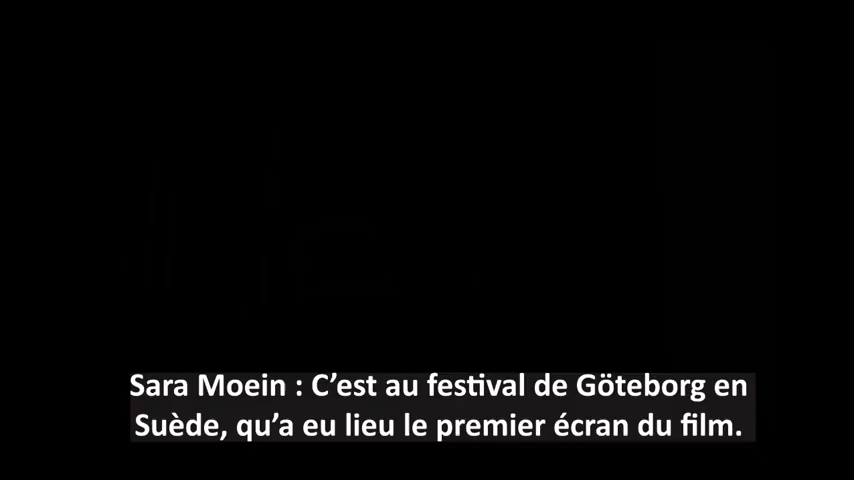 Sara Moein : C’est au festival de Göteborg en
Suède, qu’a eu lieu le premier écran du film.